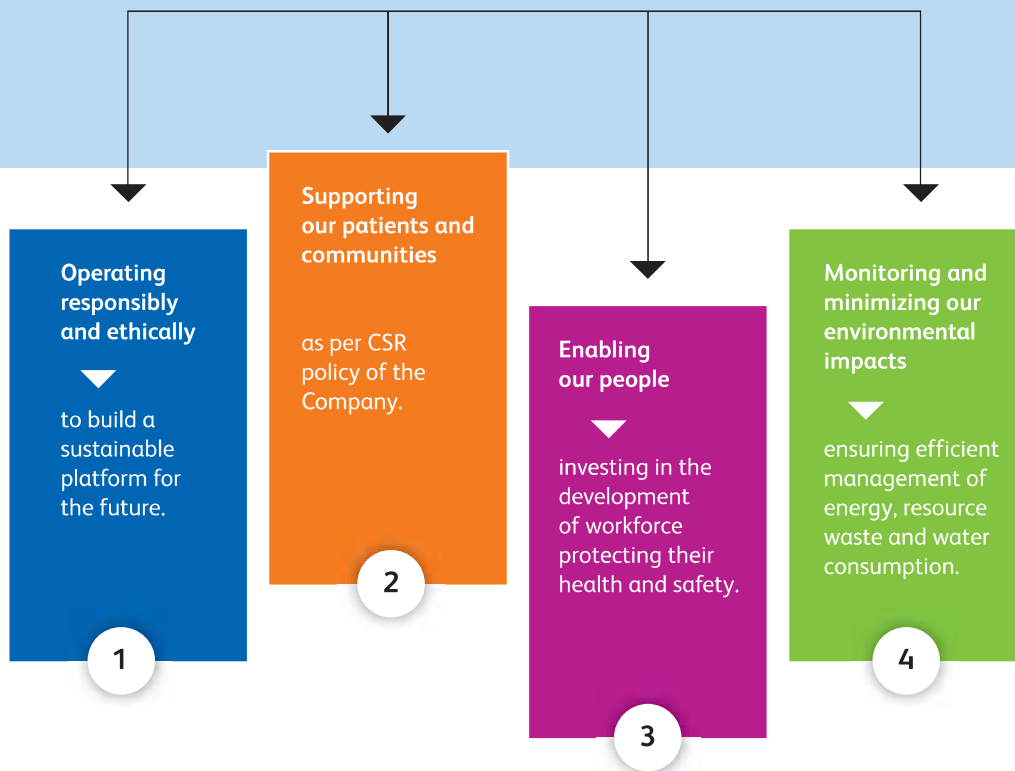 Operating
responsibly
and ethically
to build a
sustainable
platform for
the future.
1
Supporting
our patients and
communities
as per CSR
policy of the
Company.
2
Enabling
our people
investing in the
development
of workforce
protecting their
health and safety.
3
Monitoring and
minimizing our
environmental
impacts
ensuring efficient
management of
energy, resource
waste and water
consumption.
4